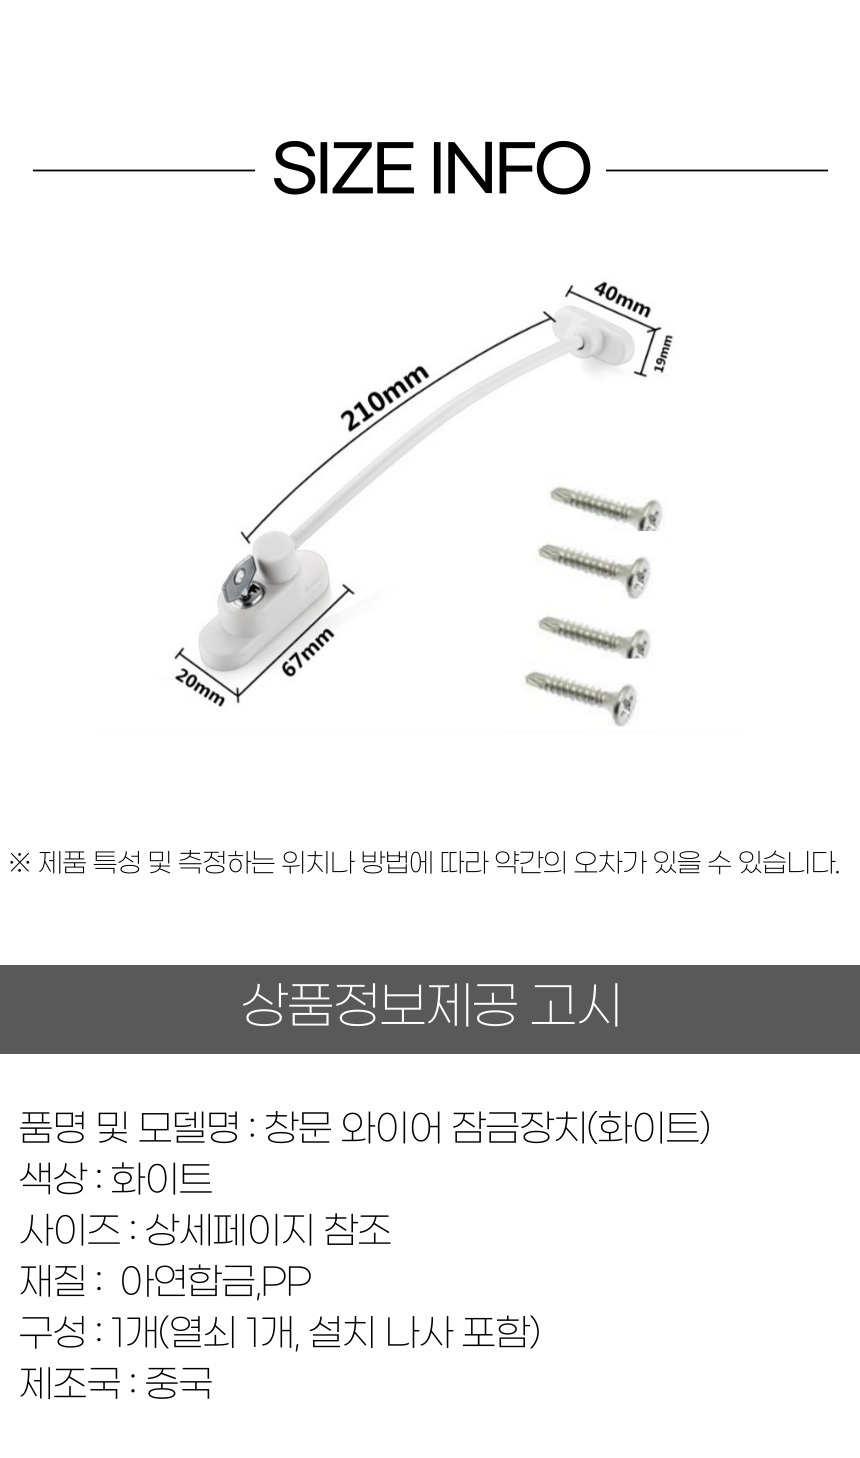 SIZE INFO
40mm
19mm
210mm
67mm
20mm
※ 제품 특성 및 측정하는 위치나 방법에 따라 약간의 오차가 있을 수 있습니다.
상품정보제공 고시
품명 및 모델명 : 창문 와이어 잠금장치(화이트)
색상 : 화이트
사이즈 : 상세페이지 참조
재질 : 아연합금,PP
구성 : 1개(열쇠 1개, 설치 나사 포함)
제조국 : 중국